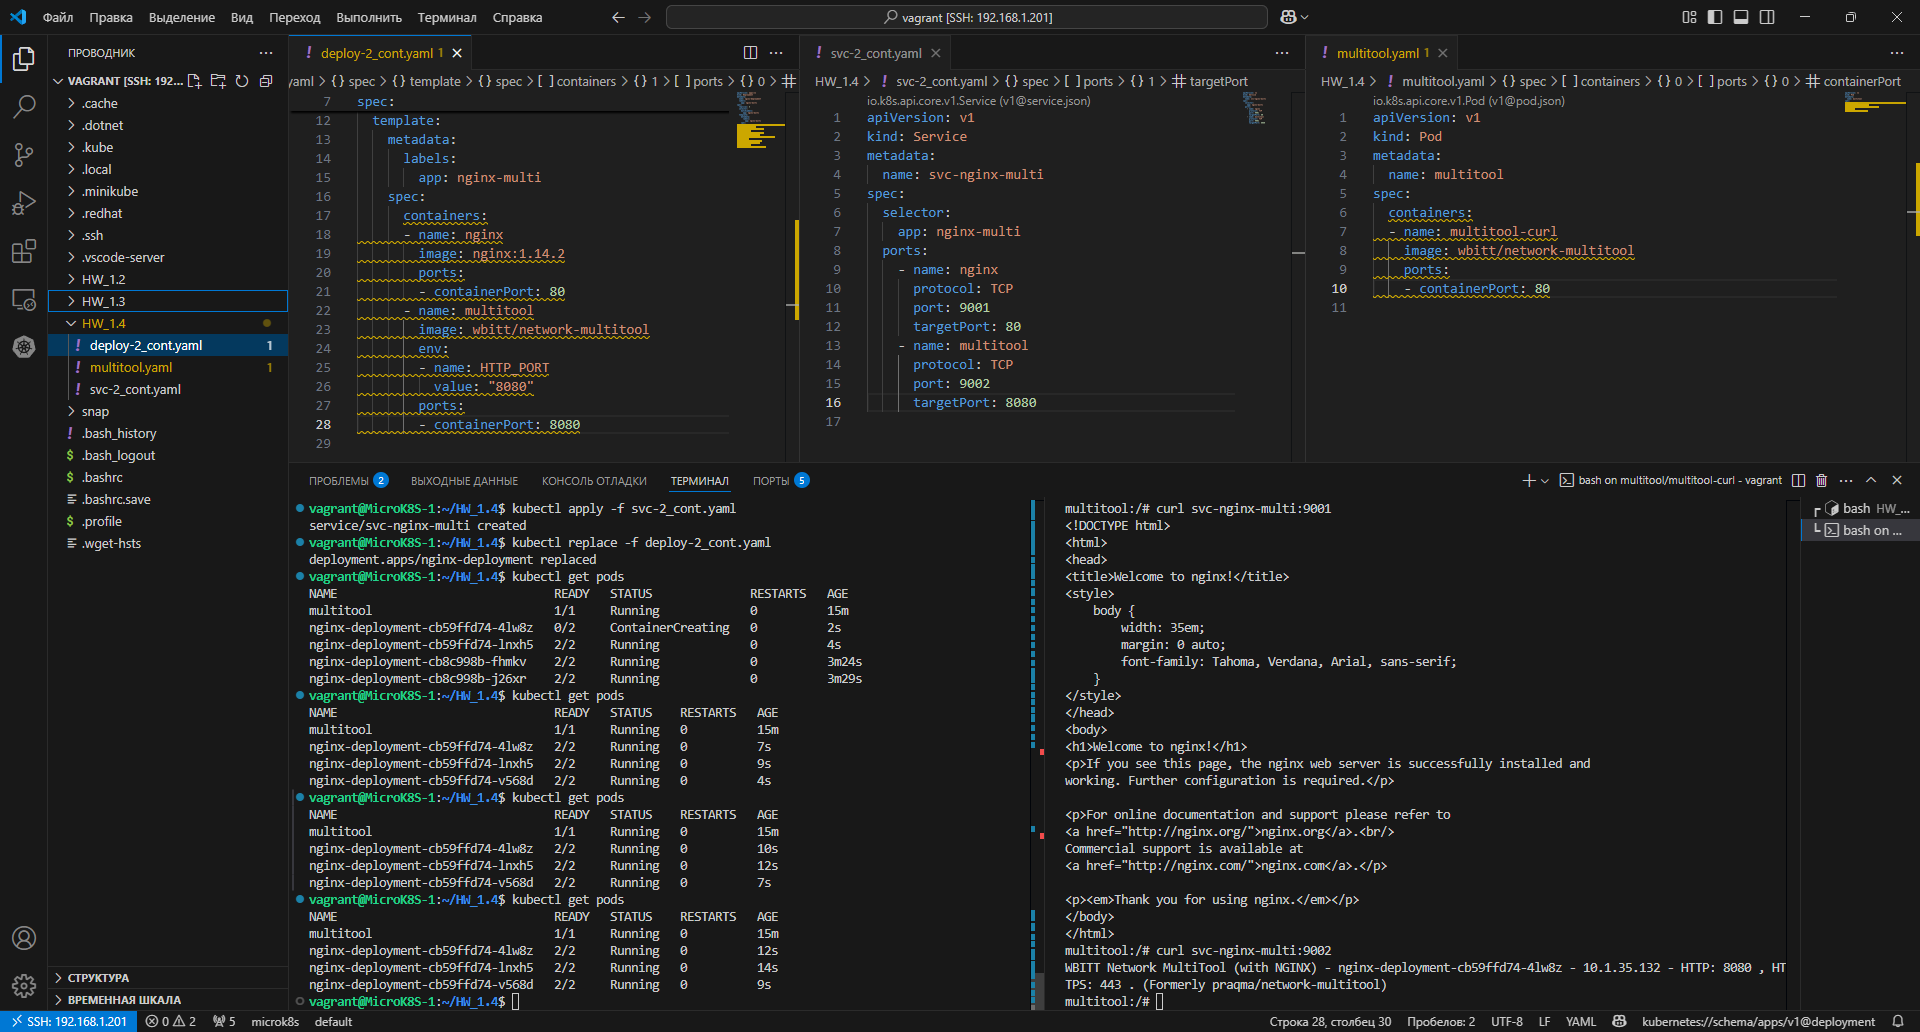 Файл Правка Выделение Вид Переход Выполнить Терминал Справка
vagrant [SSH: 192.168.1.201]
ПРОВОДНИК
VAGRANT [SSH: 192....
.cache
.dotnet
.kube
.local
.minikube
.redhat
.ssh
.vscode-server
HW_1.2
HW_1.3
HW_1.4
! deploy-2_cont.yaml 1
! multitool.yaml 1
! svc-2_cont.yaml
snap
! .bash_history
$ .bash_logout
$ .bashrc
.bashrc.save
$ .profile
.wget-hsts
СТРУКТУРА
ВРЕМЕННАЯ ШКАЛА
! deploy-2_cont.yaml 1
yaml > {} spec > {} template > {} spec > [ ] containers > {} 1 > [ ] ports > {} 0 >
7 spec:
12 template:
13 metadata:
14 labels:
15 app: nginx-multi
16 spec:
17 containers:
18 - name: nginx
19 image: nginx:1.14.2
20 ports:
21 - containerPort: 80
22 - name: multitool
23 image: wbitt/network-multitool
24 env:
25 - name: HTTP_PORT
26 value: "8080"
27 ports:
28 - containerPort: 8080
29
! svc-2_cont.yaml
HW_1.4 > ! svc-2_cont.yaml > {} spec > [ ] ports > {} 1 > targetPort
io.k8s.api.core.v1.Service (v1@service.json)
1 apiVersion: v1
2 kind: Service
3 metadata:
4 name: svc-nginx-multi
5 spec:
6 selector:
7 app: nginx-multi
8 ports:
9 - name: nginx
10 protocol: TCP
11 port: 9001
12 targetPort: 80
13 - name: multitool
14 protocol: TCP
15 port: 9002
16 targetPort: 8080
17
! multitool.yaml 1
HW_1.4 > ! multitool.yaml > {} spec > [ ] containers > {} 0 > [ ] ports > {} 0 > containerPort
io.k8s.api.core.v1.Pod (v1@pod.json)
1 apiVersion: v1
2 kind: Pod
3 metadata:
4 name: multitool
5 spec:
6 containers:
7 - name: multitool-curl
8 image: wbitt/network-multitool
9 ports:
10 - containerPort: 80
11
ПРОБЛЕМЫ 2 ВЫХОДНЫЕ ДАННЫЕ КОНСОЛЬ ОТЛАДКИ ТЕРМИНАЛ ПОРТЫ 5
bash on multitool/multitool-curl - vagrant
vagrant@MicroK8S-1:~/HW_1.4$ kubectl apply -f svc-2_cont.yaml
service/svc-nginx-multi created
vagrant@MicroK8S-1:~/HW_1.4$ kubectl replace -f deploy-2_cont.yaml
deployment.apps/nginx-deployment replaced
vagrant@MicroK8S-1:~/HW_1.4$ kubectl get pods
NAME READY STATUS RESTARTS AGE
multitool 1/1 Running 0 15m
nginx-deployment-cb59ffd74-4lw8z 0/2 ContainerCreating 0 2s
nginx-deployment-cb59ffd74-lnxh5 2/2 Running 0 4s
nginx-deployment-cb8c998b-fhmkv 2/2 Running 0 3m24s
nginx-deployment-cb8c998b-j26xr 2/2 Running 0 3m29s
vagrant@MicroK8S-1:~/HW_1.4$ kubectl get pods
NAME READY STATUS RESTARTS AGE
multitool 1/1 Running 0 15m
nginx-deployment-cb59ffd74-4lw8z 2/2 Running 0 7s
nginx-deployment-cb59ffd74-lnxh5 2/2 Running 0 9s
nginx-deployment-cb59ffd74-v568d 2/2 Running 0 4s
vagrant@MicroK8S-1:~/HW_1.4$ kubectl get pods
NAME READY STATUS RESTARTS AGE
multitool 1/1 Running 0 15m
nginx-deployment-cb59ffd74-4lw8z 2/2 Running 0 10s
nginx-deployment-cb59ffd74-lnxh5 2/2 Running 0 12s
nginx-deployment-cb59ffd74-v568d 2/2 Running 0 7s
vagrant@MicroK8S-1:~/HW_1.4$ kubectl get pods
NAME READY STATUS RESTARTS AGE
multitool 1/1 Running 0 15m
nginx-deployment-cb59ffd74-4lw8z 2/2 Running 0 12s
nginx-deployment-cb59ffd74-lnxh5 2/2 Running 0 14s
nginx-deployment-cb59ffd74-v568d 2/2 Running 0 9s
vagrant@MicroK8S-1:~/HW_1.4$
multitool:/# curl svc-nginx-multi:9001
<!DOCTYPE html>
<html>
<head>
<title>Welcome to nginx!</title>
<style>
body {
width: 35em;
margin: 0 auto;
font-family: Tahoma, Verdana, Arial, sans-serif;
}
</style>
</head>
<body>
<h1>Welcome to nginx!</h1>
<p>If you see this page, the nginx web server is successfully installed and
working. Further configuration is required.</p>
<p>For online documentation and support please refer to
<a href="http://nginx.org/">nginx.org</a>.<br/>
Commercial support is available at
<a href="http://nginx.com/">nginx.com</a>.</p>
<p><em>Thank you for using nginx.</em></p>
</body>
</html>
multitool:/# curl svc-nginx-multi:9002
WBITT Network MultiTool (with NGINX) - nginx-deployment-cb59ffd74-4lw8z - 10.1.35.132 - HTTP: 8080 , HT
TPS: 443 . (Formerly praqma/network-multitool)
multitool:/#
bash HW_...
bash on ...
SSH: 192.168.1.201 0 2 5 microk8s default
Строка 28, столбец 30 Пробелов: 2 UTF-8 LF YAML kubernetes://schema/apps/v1@deployment